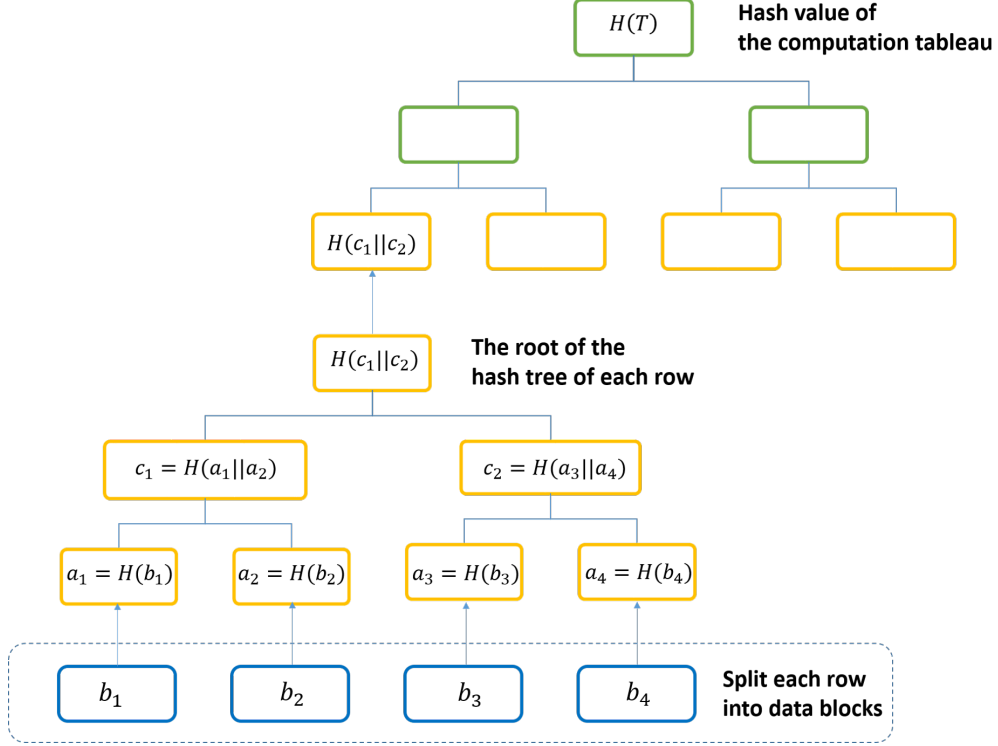 H(T)
Hash value of
the computation tableau
H(c₁||c₂)
H(c₁||c₂)
The root of the
hash tree of each row
c₁ = H(a₁||a₂)
c₂ = H(a₃||a₄)
a₁ = H(b₁)
a₂ = H(b₂)
a₃ = H(b₃)
a₄ = H(b₄)
b₁
b₂
b₃
b₄
Split each row
into data blocks